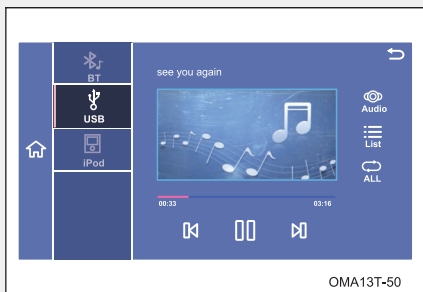 BT
USB
iPod
see you again
Audio
List
ALL
00:33
03:16
OMA13T-50